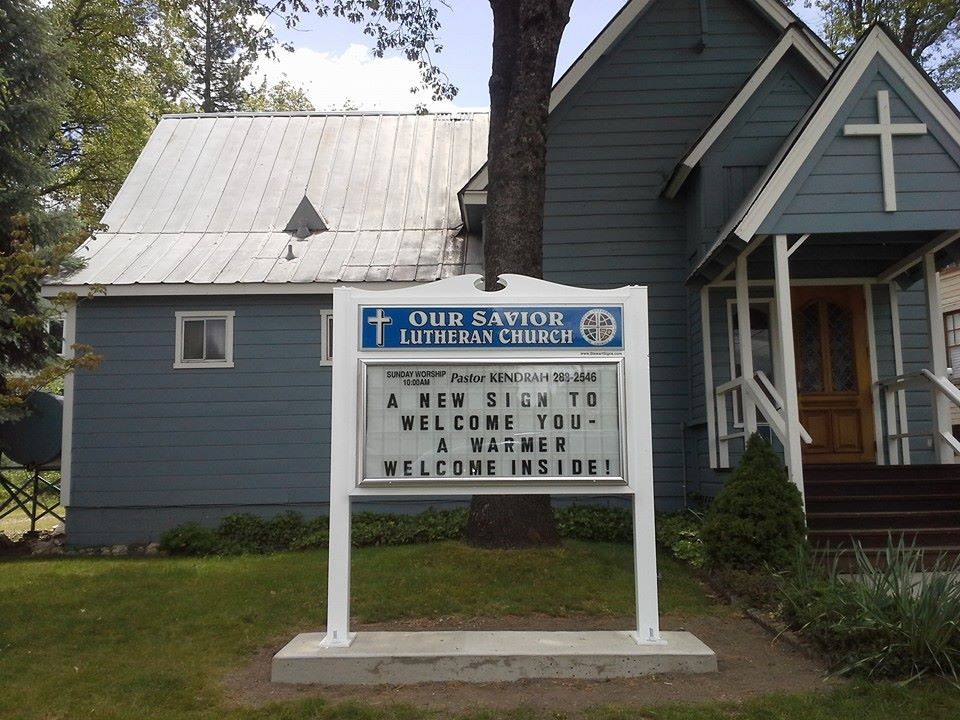 OUR SAVIOR
LUTHERAN CHURCH
SUNDAY WORSHIP
10:00AM
Pastor KENDRAH 283-2546
A NEW SIGN TO
WELCOME YOU-
A WARMER
WELCOME INSIDE!